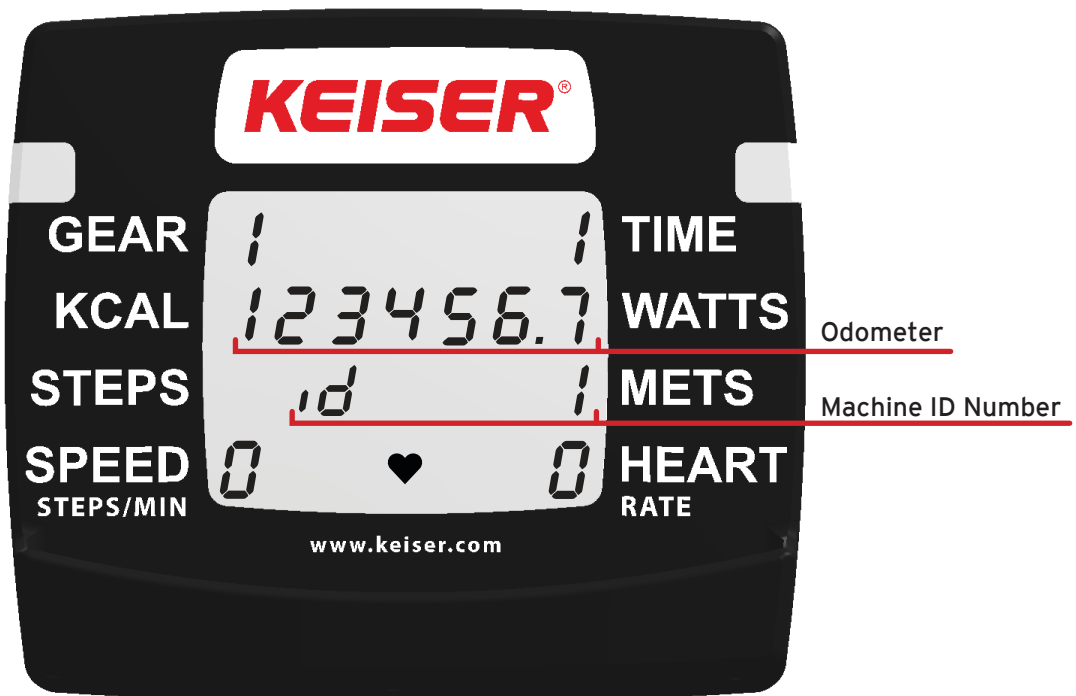 KEISER®
GEAR 1 1 TIME
KCAL 123456.7 WATTS
Odometer
STEPS id 1 METS
Machine ID Number
SPEED 0 0 HEART
STEPS/MIN RATE
www.keiser.com